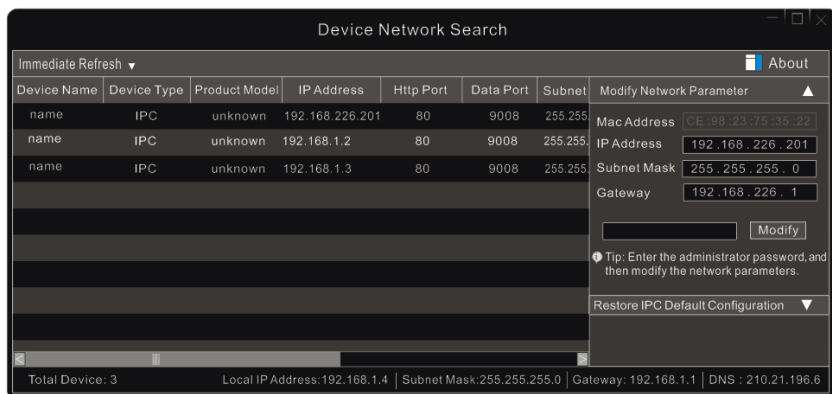 Device Network Search
Immediate Refresh
About
Device Name Device Type Product Model IP Address Http Port Data Port Subnet
name IPC unknown 192.168.226.201 80 9008 255.255.
name IPC unknown 192.168.1.2 80 9008 255.255.
name IPC unknown 192.168.1.3 80 9008 255.255.
Modify Network Parameter
Mac Address CE :98 :23 :75 :35 :22
IP Address 192 .168 . 226 . 201
Subnet Mask 255 . 255 . 255 . 0
Gateway 192 .168 . 226 . 1
Modify
Tip: Enter the administrator password, and
then modify the network parameters.
Restore IPC Default Configuration
Total Device: 3 Local IP Address:192.168.1.4 Subnet Mask:255.255.255.0 Gateway: 192.168.1.1 DNS : 210.21.196.6